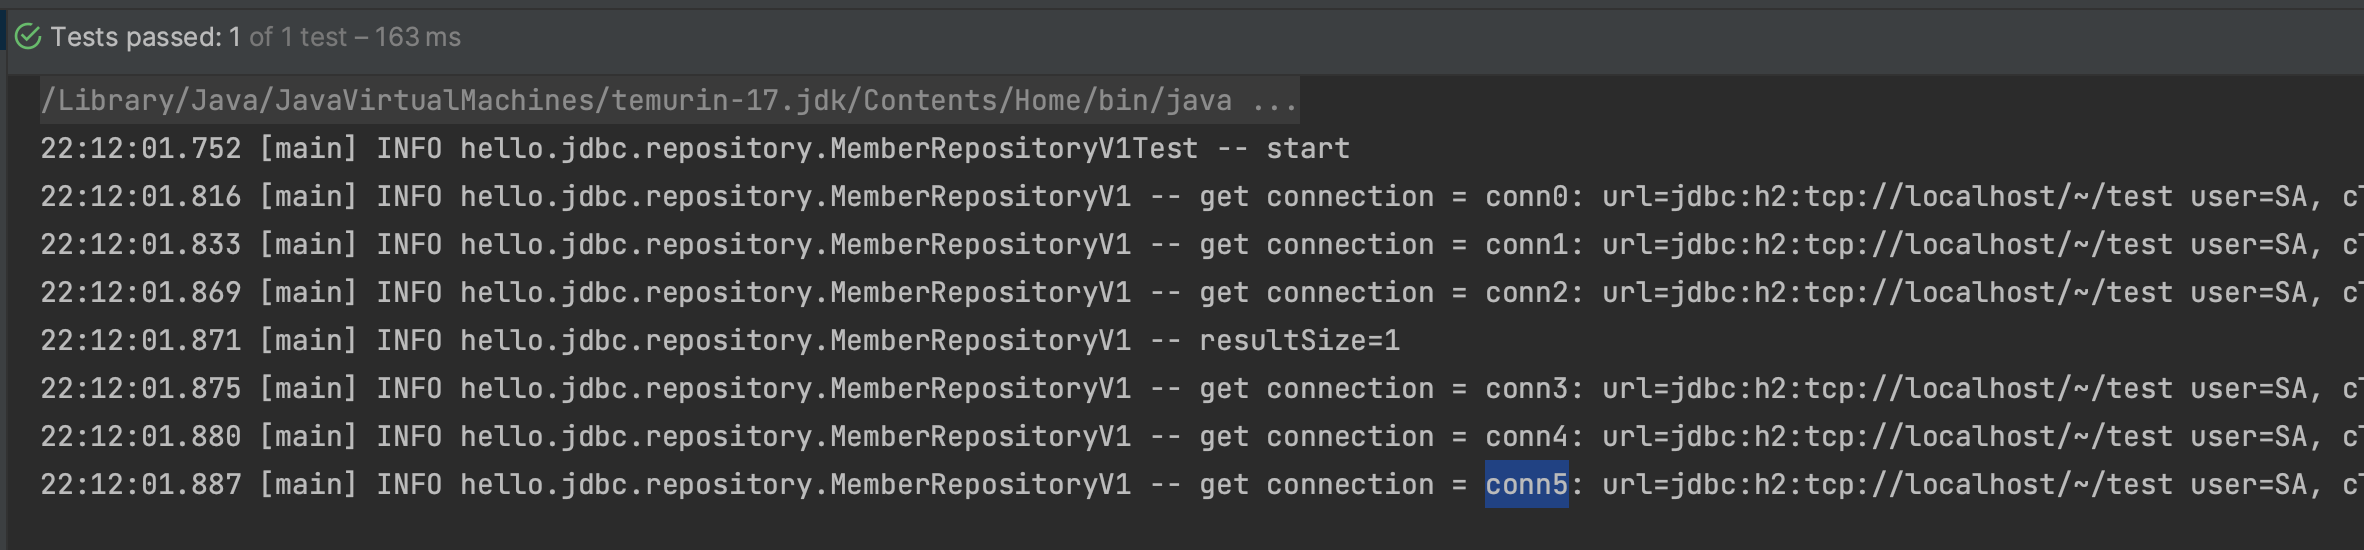 Tests passed: 1 of 1 test – 163 ms
/Library/Java/JavaVirtualMachines/temurin-17.jdk/Contents/Home/bin/java ...
22:12:01.752 [main] INFO hello.jdbc.repository.MemberRepositoryV1Test -- start
22:12:01.816 [main] INFO hello.jdbc.repository.MemberRepositoryV1 -- get connection = conn0: url=jdbc:h2:tcp://localhost/~/test user=SA,
22:12:01.833 [main] INFO hello.jdbc.repository.MemberRepositoryV1 -- get connection = conn1: url=jdbc:h2:tcp://localhost/~/test user=SA,
22:12:01.869 [main] INFO hello.jdbc.repository.MemberRepositoryV1 -- get connection = conn2: url=jdbc:h2:tcp://localhost/~/test user=SA,
22:12:01.871 [main] INFO hello.jdbc.repository.MemberRepositoryV1 -- resultSize=1
22:12:01.875 [main] INFO hello.jdbc.repository.MemberRepositoryV1 -- get connection = conn3: url=jdbc:h2:tcp://localhost/~/test user=SA,
22:12:01.880 [main] INFO hello.jdbc.repository.MemberRepositoryV1 -- get connection = conn4: url=jdbc:h2:tcp://localhost/~/test user=SA,
22:12:01.887 [main] INFO hello.jdbc.repository.MemberRepositoryV1 -- get connection = conn5: url=jdbc:h2:tcp://localhost/~/test user=SA,